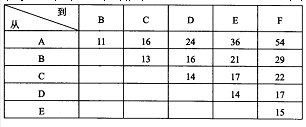 到
从 B C D E F
A 11 16 24 36 54
B 13 16 21 29
C 14 17 22
D 14 17
E 15